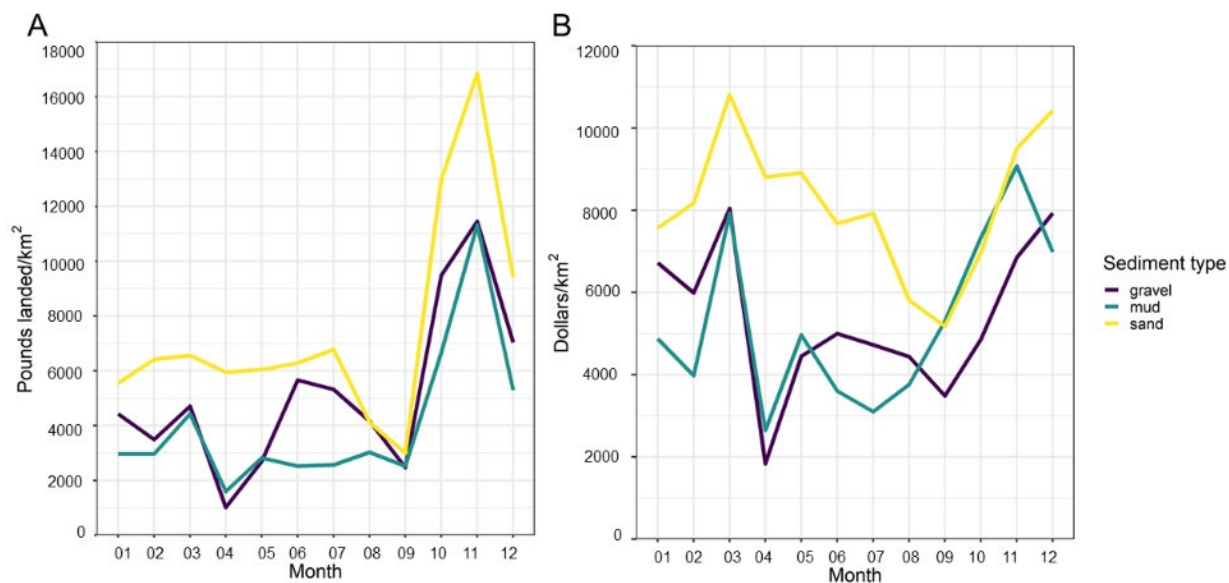 A
Pounds landed/km²
18000
16000
14000
12000
10000
8000
6000
4000
2000
0
01 02 03 04 05 06 07 08 09 10 11 12
Month
B
Dollars/km²
12000
10000
8000
6000
4000
2000
0
01 02 03 04 05 06 07 08 09 10 11 12
Month
Sediment type
gravel
mud
sand